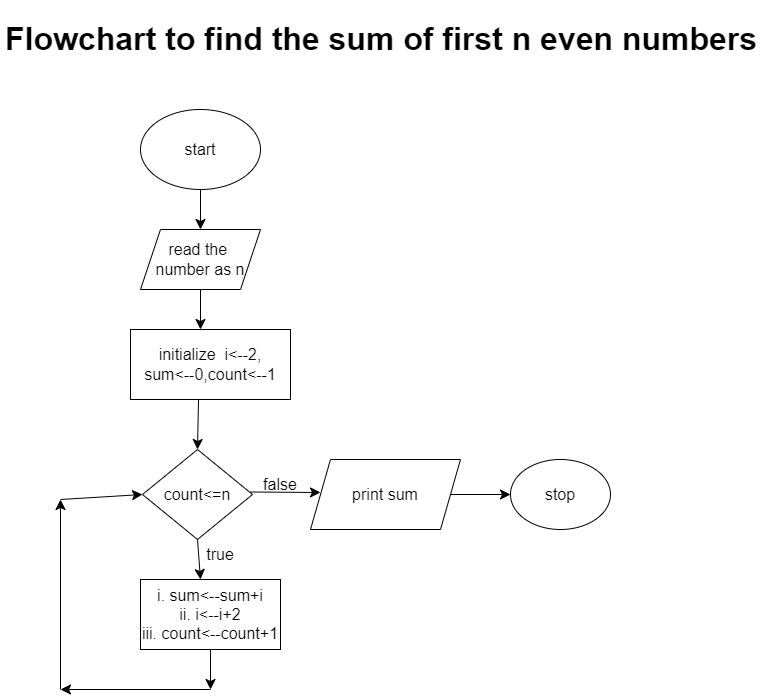 Flowchart to find the sum of first n even numbers
start
read the
number as n
initialize  i<--2,
sum<--0,count<--1
count<=n
false
print sum
stop
true
i. sum<--sum+i
ii. i<--i+2
iii. count<--count+1